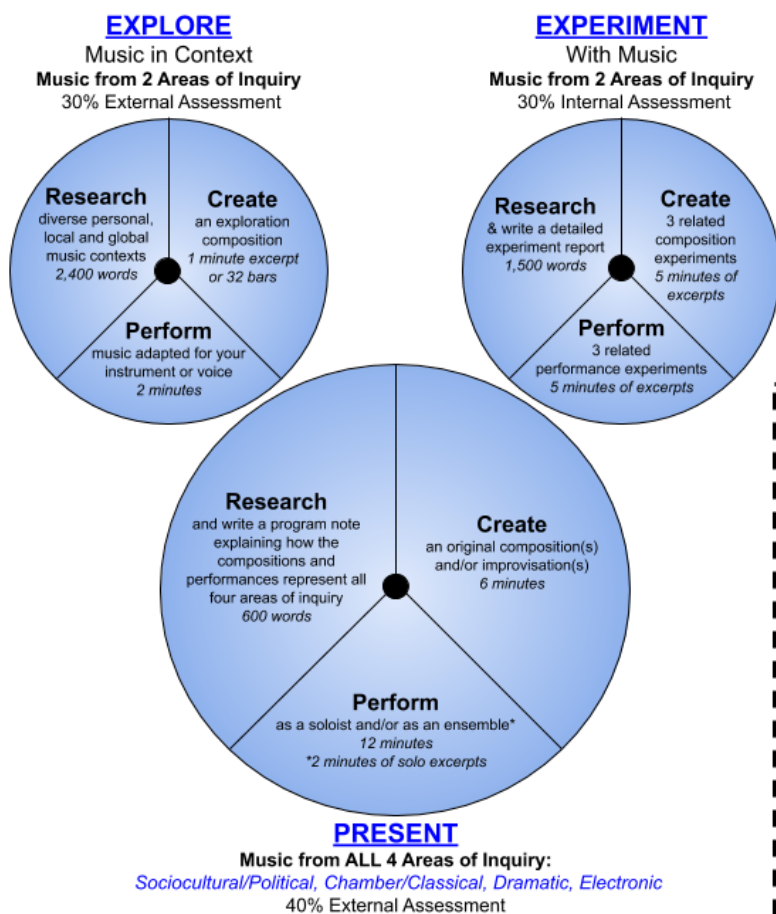 EXPLORE
Music in Context
Music from 2 Areas of Inquiry
30% External Assessment
Research
diverse personal,
local and global
music contexts
2,400 words
Create
an exploration
composition
1 minute excerpt
or 32 bars
Perform
music adapted for your
instrument or voice
2 minutes
EXPERIMENT
With Music
Music from 2 Areas of Inquiry
30% Internal Assessment
Research
& write a detailed
experiment report
1,500 words
Create
3 related
composition
experiments
5 minutes of
excerpts
Perform
3 related
performance experiments
5 minutes of excerpts
Research
and write a program note
explaining how the
compositions and
performances represent all
four areas of inquiry
600 words
Create
an original composition(s)
and/or improvisation(s)
6 minutes
Perform
as a soloist and/or as an ensemble*
12 minutes
*2 minutes of solo excerpts
PRESENT
Music from ALL 4 Areas of Inquiry:
Sociocultural/Political, Chamber/Classical, Dramatic, Electronic
40% External Assessment